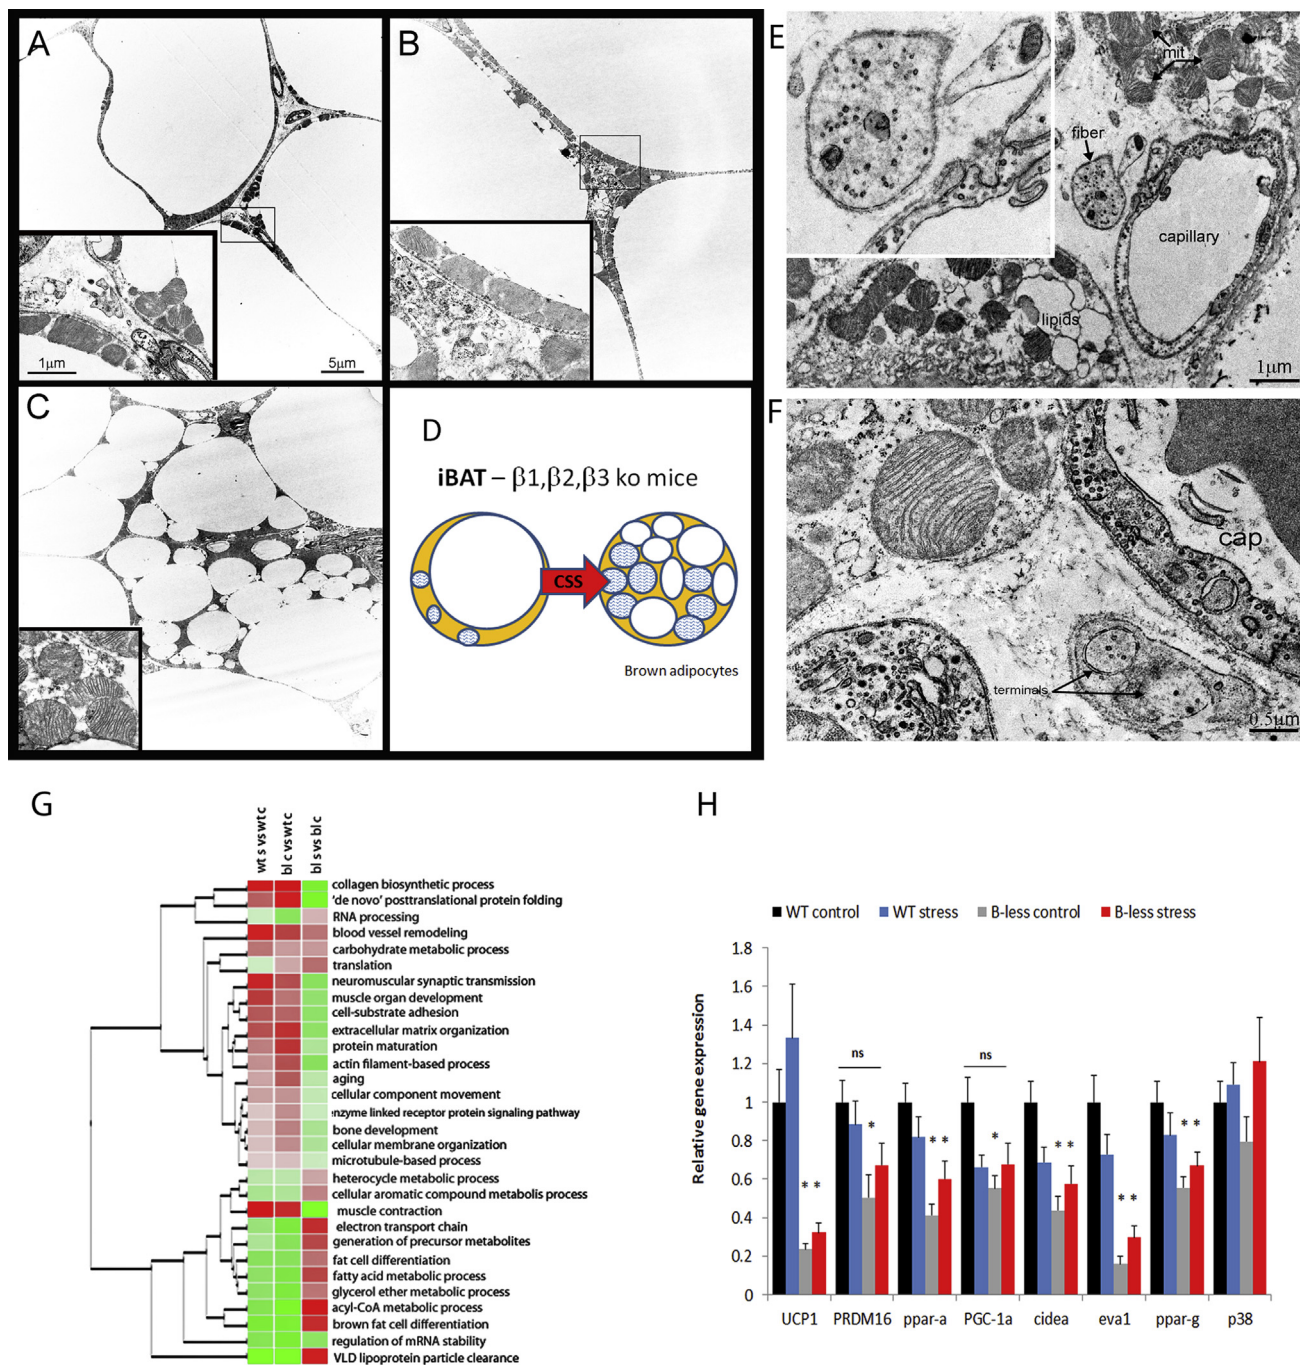 A
1µm
5µm
B
C
D
iBAT – β1,β2,β3 ko mice
CSS
Brown adipocytes
E
mit
fiber
capillary
lipids
1µm
F
cap
terminals
0.5µm
G
wt s vs wt c
bl c vs wt c
bl s vs bl c
collagen biosynthetic process
'de novo' posttranslational protein folding
RNA processing
blood vessel remodeling
carbohydrate metabolic process
translation
neuromuscular synaptic transmission
muscle organ development
cell-substrate adhesion
extracellular matrix organization
protein maturation
actin filament-based process
aging
cellular component movement
enzyme linked receptor protein signaling pathway
bone development
cellular membrane organization
microtubule-based process
heterocycle metabolic process
cellular aromatic compound metabolis process
muscle contraction
electron transport chain
generation of precursor metabolites
fat cell differentiation
fatty acid metabolic process
glycerol ether metabolic process
acyl-CoA metabolic process
brown fat cell differentiation
regulation of mRNA stability
VLD lipoprotein particle clearance
H
WT control WT stress B-less control B-less stress
Relative gene expression
1.8
1.6
1.4
1.2
1
0.8
0.6
0.4
0.2
0
ns
ns
* *
*
* *
*
* *
* *
* *
UCP1 PRDM16 ppar-a PGC-1a cidea eva1 ppar-g p38